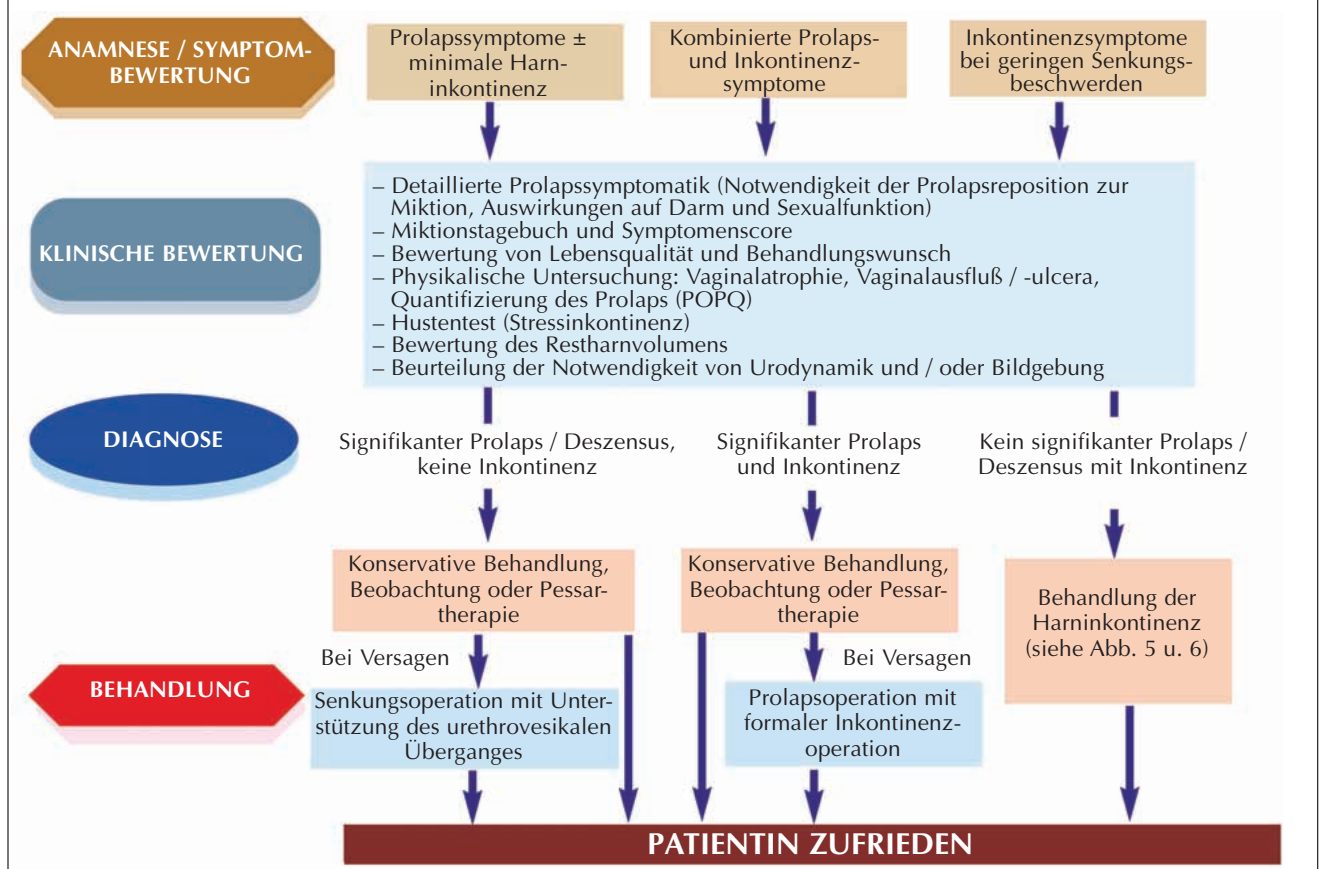 ANAMNESE / SYMPTOM-
BEWERTUNG
Prolapssymptome ±
minimale Harn-
inkontinenz
Kombinierte Prolaps-
und Inkontinenz-
symptome
Inkontinenzsymptome
bei geringen Senkungs-
beschwerden
KLINISCHE BEWERTUNG
– Detaillierte Prolapssymptomatik (Notwendigkeit der Prolapsreposition zur
Miktion, Auswirkungen auf Darm und Sexualfunktion)
– Miktionstagebuch und Symptomenscore
– Bewertung von Lebensqualität und Behandlungswunsch
– Physikalische Untersuchung: Vaginalatrophie, Vaginalausfluß / -ulcera,
Quantifizierung des Prolaps (POPQ)
– Hustentest (Stressinkontinenz)
– Bewertung des Restharnvolumens
– Beurteilung der Notwendigkeit von Urodynamik und / oder Bildgebung
DIAGNOSE
Signifikanter Prolaps / Deszensus,
keine Inkontinenz
Signifikanter Prolaps
und Inkontinenz
Kein signifikanter Prolaps /
Deszensus mit Inkontinenz
Konservative Behandlung,
Beobachtung oder Pessar-
therapie
Konservative Behandlung,
Beobachtung oder Pessar-
therapie
Behandlung der
Harninkontinenz
(siehe Abb. 5 u. 6)
Bei Versagen
Bei Versagen
BEHANDLUNG
Senkungsoperation mit Unter-
stützung des urethrovesikalen
Überganges
Prolapsoperation mit
formaler Inkontinenz-
operation
PATIENTIN ZUFRIEDEN